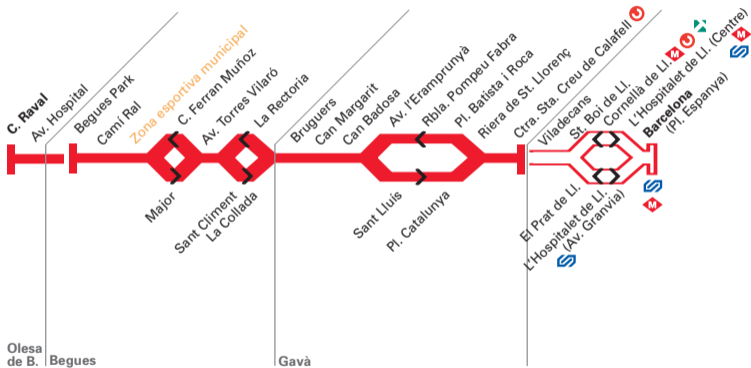 C. Raval
Av. Hospital
Begues Park
Camí Ral
Zona esportiva municipal
C. Ferran Muñoz
Av. Torres Vilaró
La Rectoria
Bruguers
Can Margarit
Can Badosa
Av. l'Eramprunyà
Rbla. Pompeu Fabra
Pl. Batista i Roca
Riera de St. Llorenç
Ctra. Sta. Creu de Calafell
Viladecans
St. Boi de Ll.
Cornellà de Ll.
L'Hospitalet de Ll. (Centre)
Barcelona
(Pl. Espanya)
Major
Sant Climent
La Collada
Sant Lluís
Pl. Catalunya
El Prat de Ll.
L'Hospitalet de Ll.
(Av. Granvia)
M
M
M
Olesa
de B.
Begues
Gavà